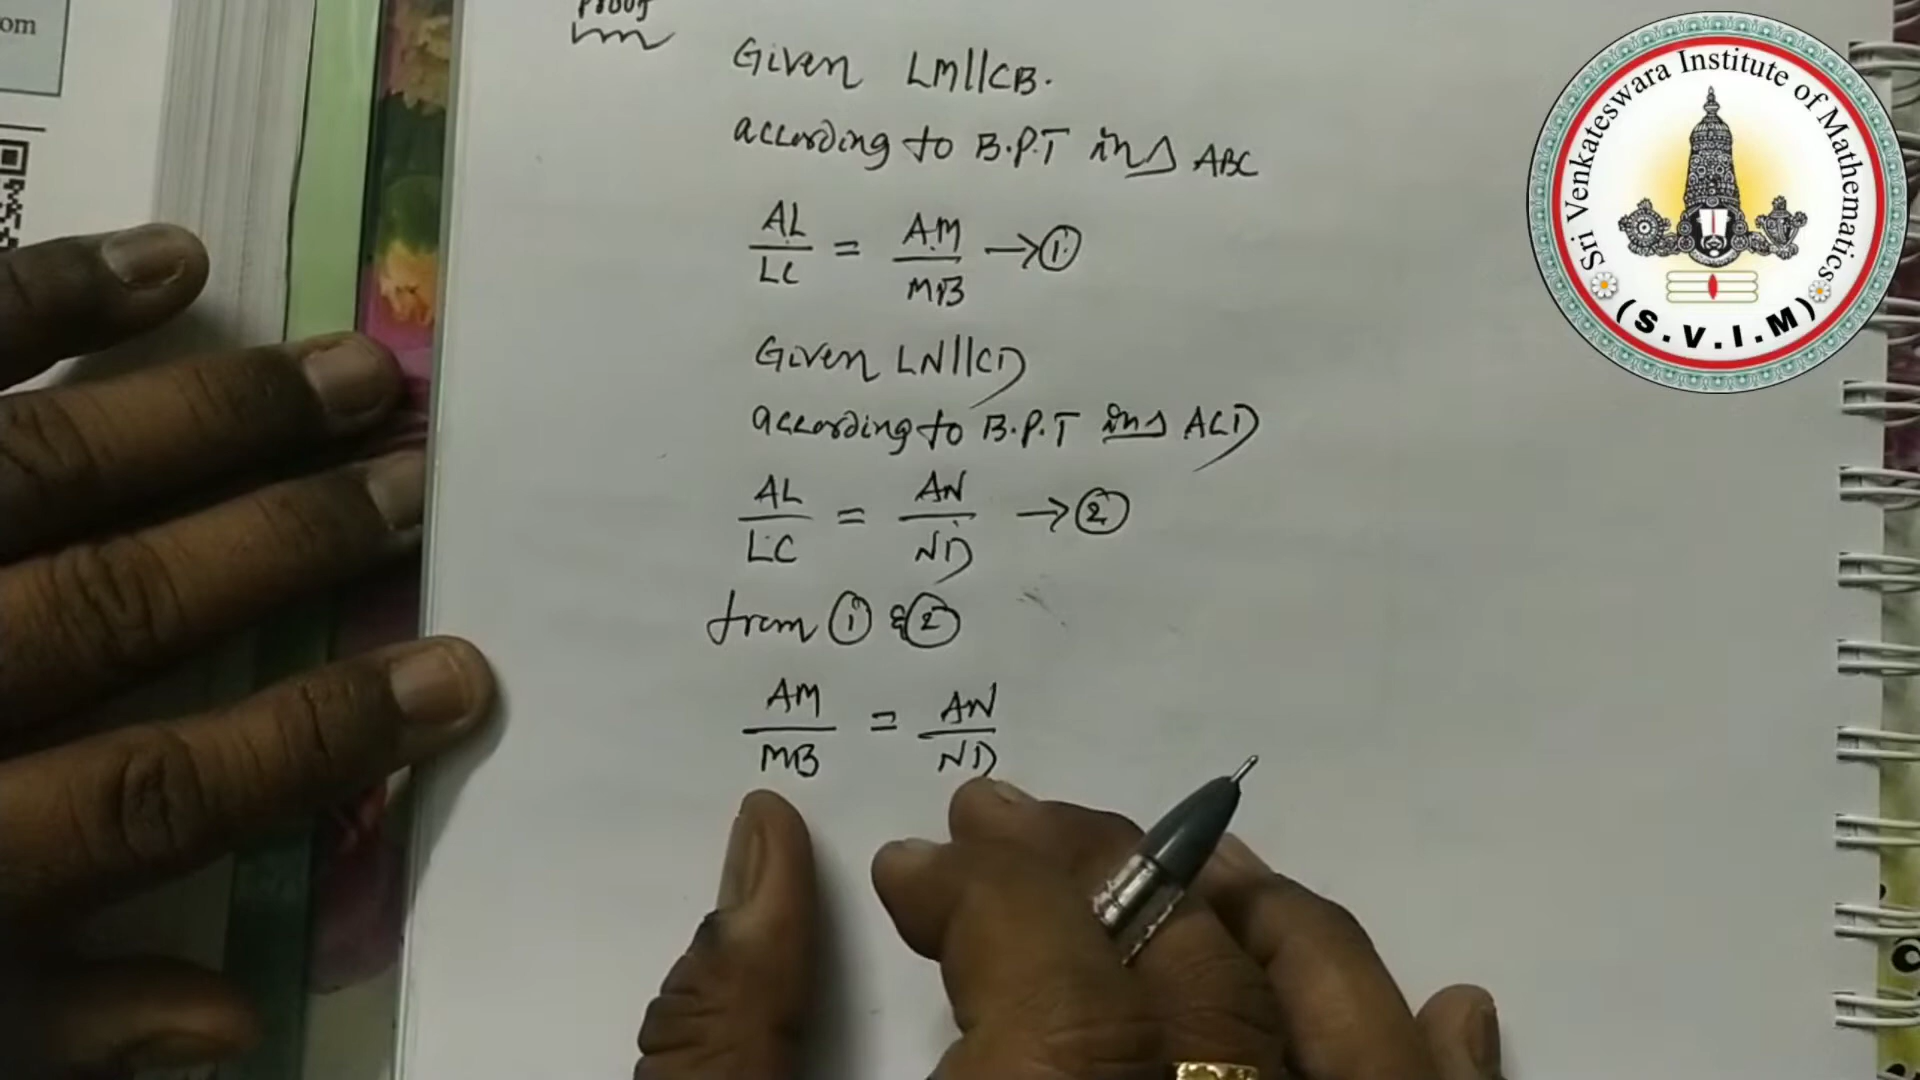 om
Proof
Given LM||CB.
according to B.P.T in △ ABC
AL/LC = AM/MB → ①
Given LN||CD
according to B.P.T in △ ACD
AL/LC = AN/ND → ②
from ① & ②
AM/MB = AN/ND
Sri Venkateswara Institute of Mathematics
(S.V.I.M)